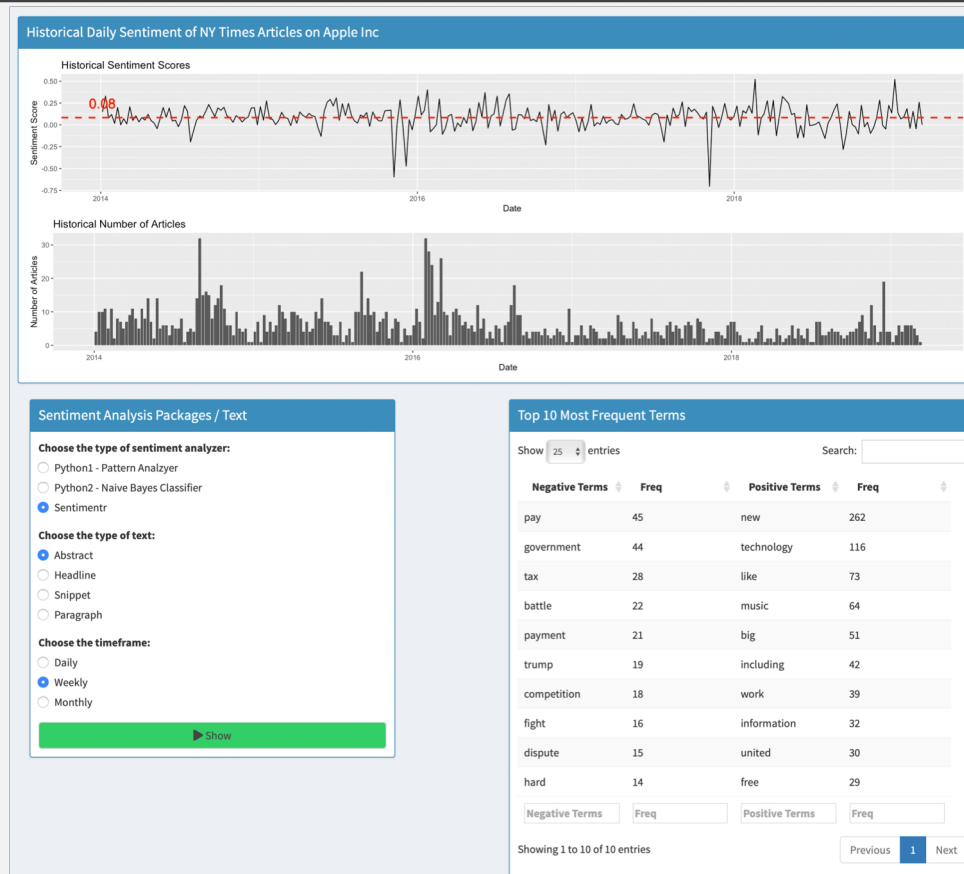 Historical Daily Sentiment of NY Times Articles on Apple Inc
Historical Sentiment Scores
0.50
0.25
0.00
-0.25
-0.50
-0.75
Sentiment Score
0.08
2014 2016 2018
Date
Historical Number of Articles
30
20
10
0
Number of Articles
2014 2016 2018
Date
Sentiment Analysis Packages / Text
Choose the type of sentiment analyzer:
Python1 - Pattern Analzyer
Python2 - Naive Bayes Classifier
Sentimentr
Choose the type of text:
Abstract
Headline
Snippet
Paragraph
Choose the timeframe:
Daily
Weekly
Monthly
Show
Top 10 Most Frequent Terms
Show 25 entries Search:
Negative Terms Freq Positive Terms Freq
pay 45 new 262
government 44 technology 116
tax 28 like 73
battle 22 music 64
payment 21 big 51
trump 19 including 42
competition 18 work 39
fight 16 information 32
dispute 15 united 30
hard 14 free 29
Negative Terms Freq Positive Terms Freq
Showing 1 to 10 of 10 entries Previous 1 Next